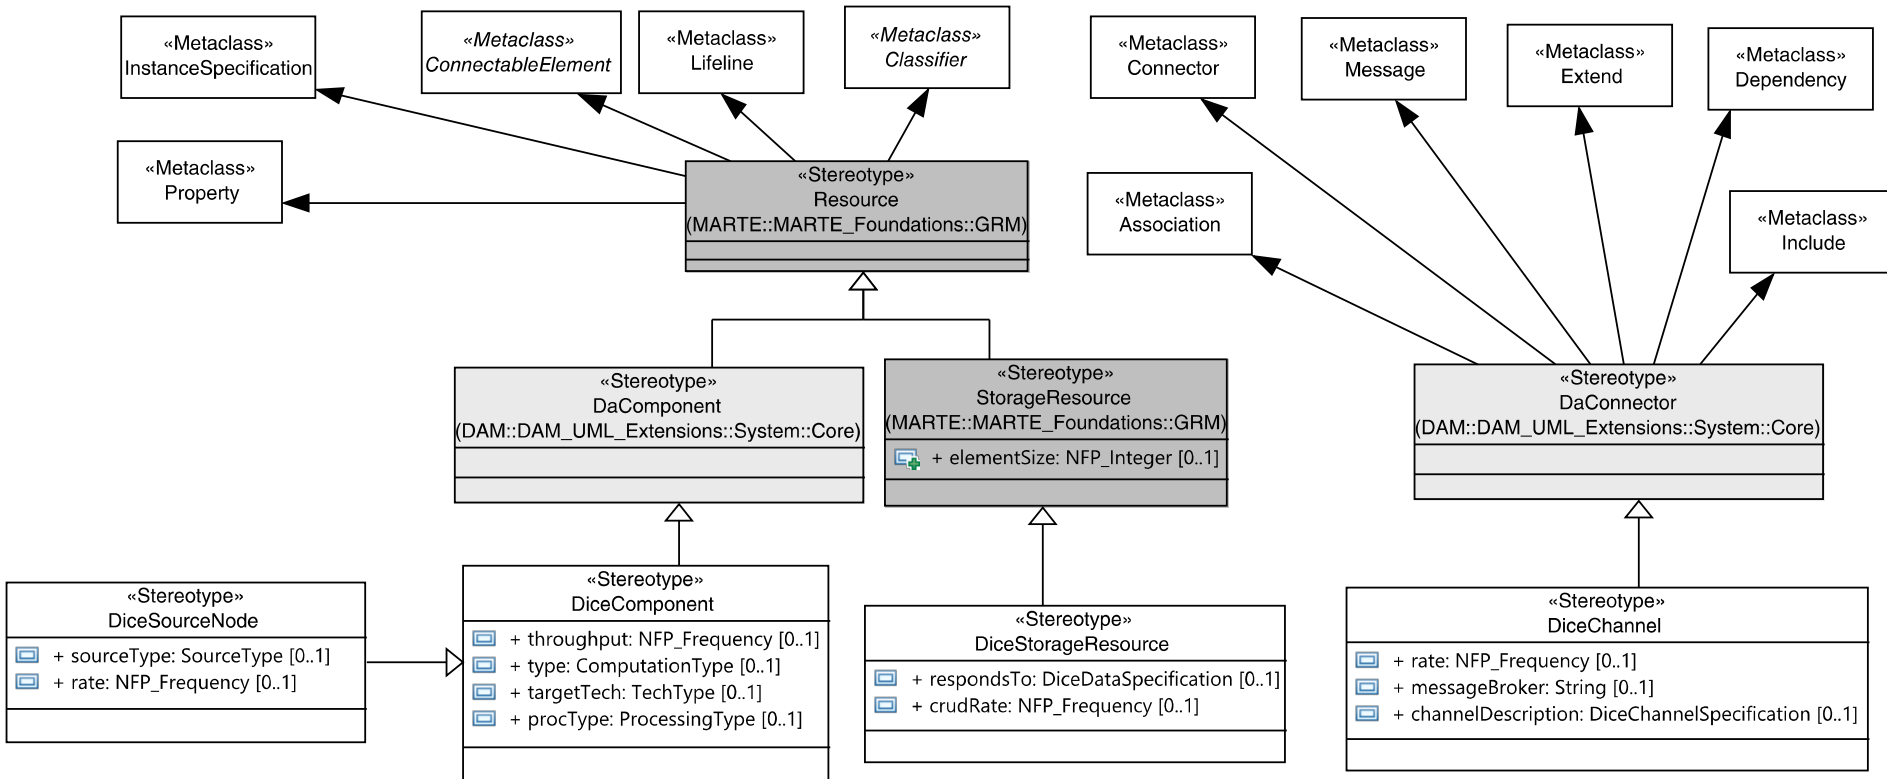 «Metaclass»
InstanceSpecification
«Metaclass»
ConnectableElement
«Metaclass»
Lifeline
«Metaclass»
Classifier
«Metaclass»
Connector
«Metaclass»
Message
«Metaclass»
Extend
«Metaclass»
Dependency
«Metaclass»
Property
«Stereotype»
Resource
(MARTE::MARTE_Foundations::GRM)
«Metaclass»
Association
«Metaclass»
Include
«Stereotype»
DaComponent
(DAM::DAM_UML_Extensions::System::Core)
«Stereotype»
StorageResource
(MARTE::MARTE_Foundations::GRM)
+ elementSize: NFP_Integer [0..1]
«Stereotype»
DaConnector
(DAM::DAM_UML_Extensions::System::Core)
«Stereotype»
DiceSourceNode
+ sourceType: SourceType [0..1]
+ rate: NFP_Frequency [0..1]
«Stereotype»
DiceComponent
+ throughput: NFP_Frequency [0..1]
+ type: ComputationType [0..1]
+ targetTech: TechType [0..1]
+ procType: ProcessingType [0..1]
«Stereotype»
DiceStorageResource
+ respondsTo: DiceDataSpecification [0..1]
+ crudRate: NFP_Frequency [0..1]
«Stereotype»
DiceChannel
+ rate: NFP_Frequency [0..1]
+ messageBroker: String [0..1]
+ channelDescription: DiceChannelSpecification [0..1]